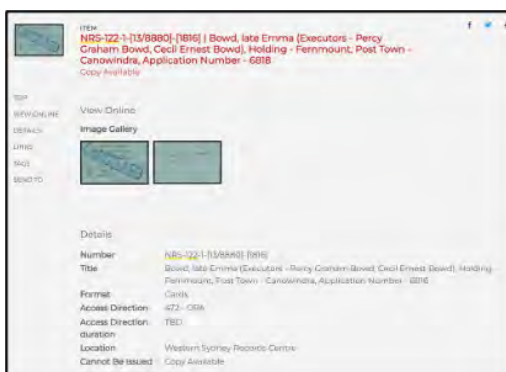 ITEM
NRS-122-1-[13/8880]-[1816] | Bowd, late Emma (Executors - Percy
Graham Bowd, Cecil Ernest Bowd), Holding - Fernmount, Post Town -
Canowindra, Application Number - 6818
Copy Available
TOP
VIEW ONLINE
DETAILS
LINKS
TAGS
SEND TO
View Online
Image Gallery
CANCELLED
Details
Number NRS-122-1-[13/8880]-[1816]
Title Bowd, late Emma (Executors - Percy Graham Bowd, Cecil Ernest Bowd), Holding -
Fernmount, Post Town - Canowindra, Application Number - 6818
Format Cards
Access Direction 472 - OPA
Access Direction TBD
duration
Location Western Sydney Records Centre
Cannot Be Issued Copy Available